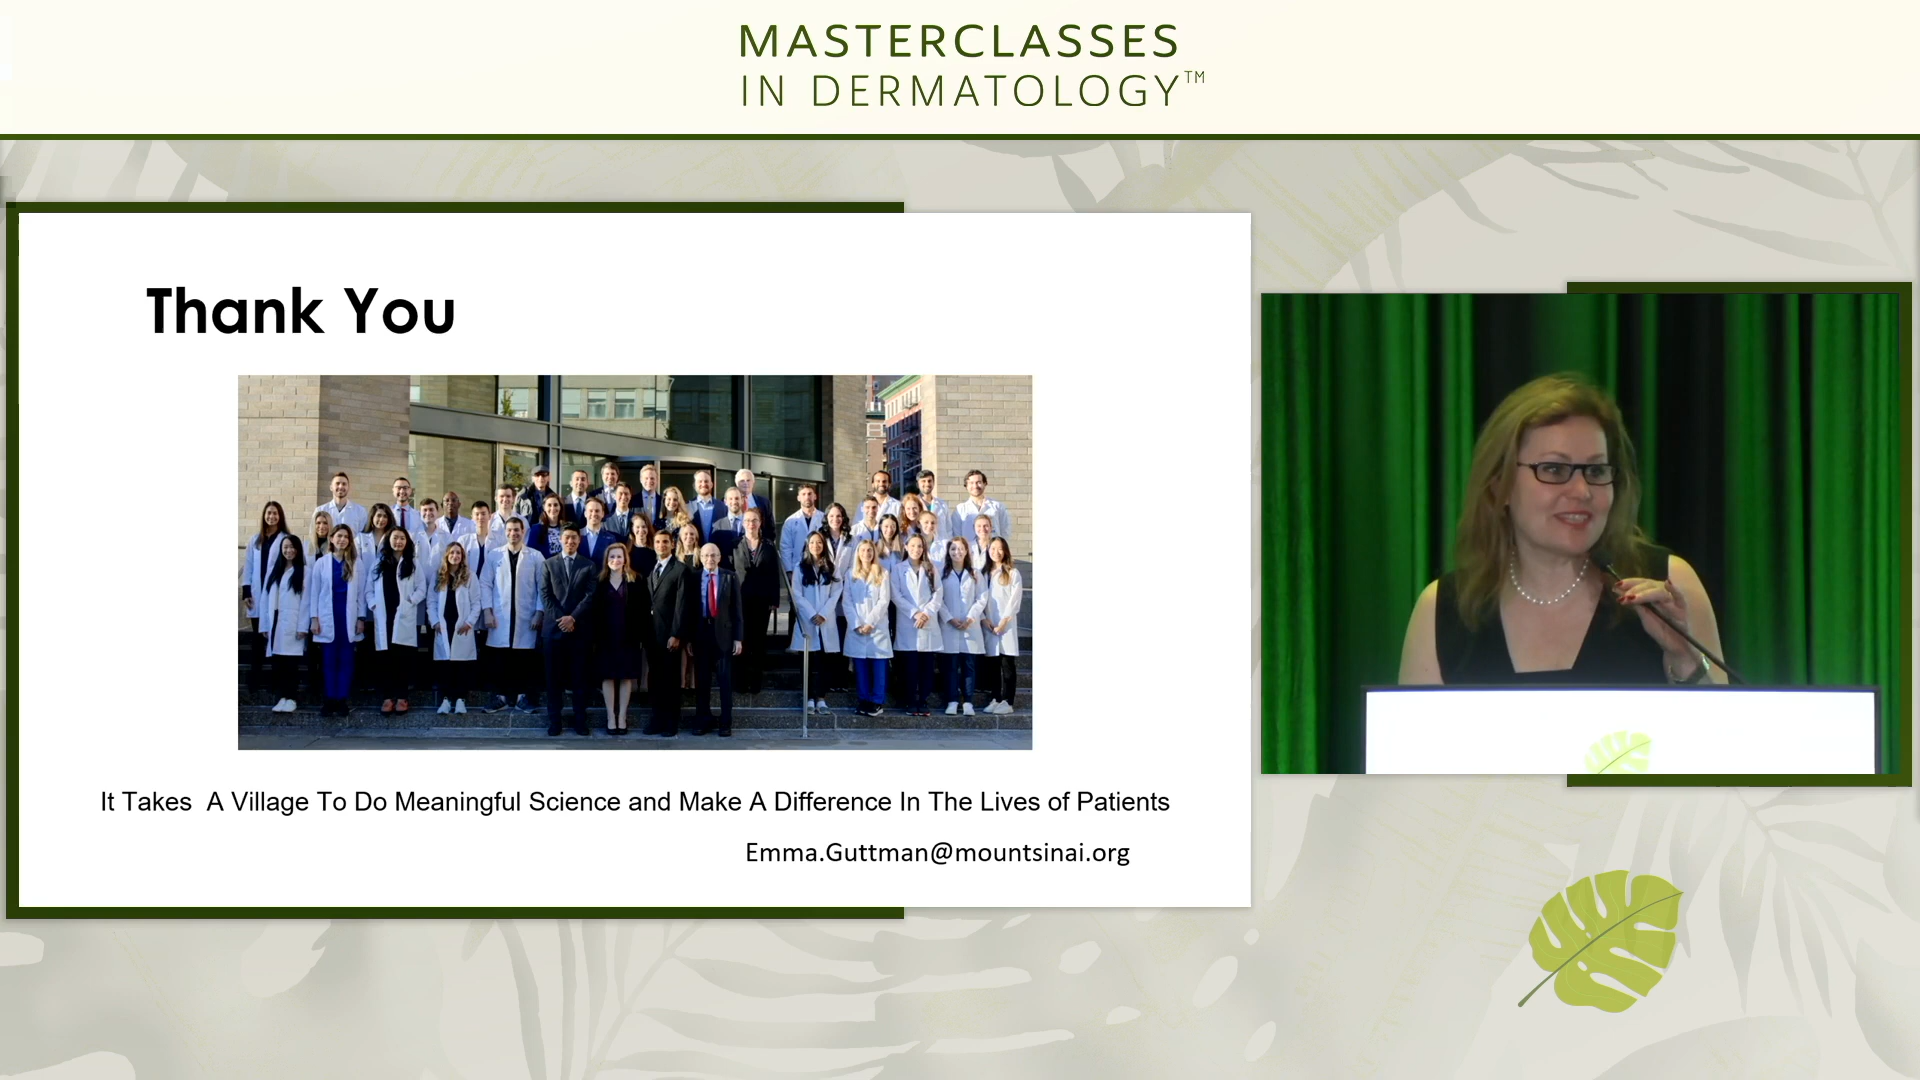 MASTERCLASSES
IN DERMATOLOGY™
Thank You
It Takes  A Village To Do Meaningful Science and Make A Difference In The Lives of Patients
Emma.Guttman@mountsinai.org